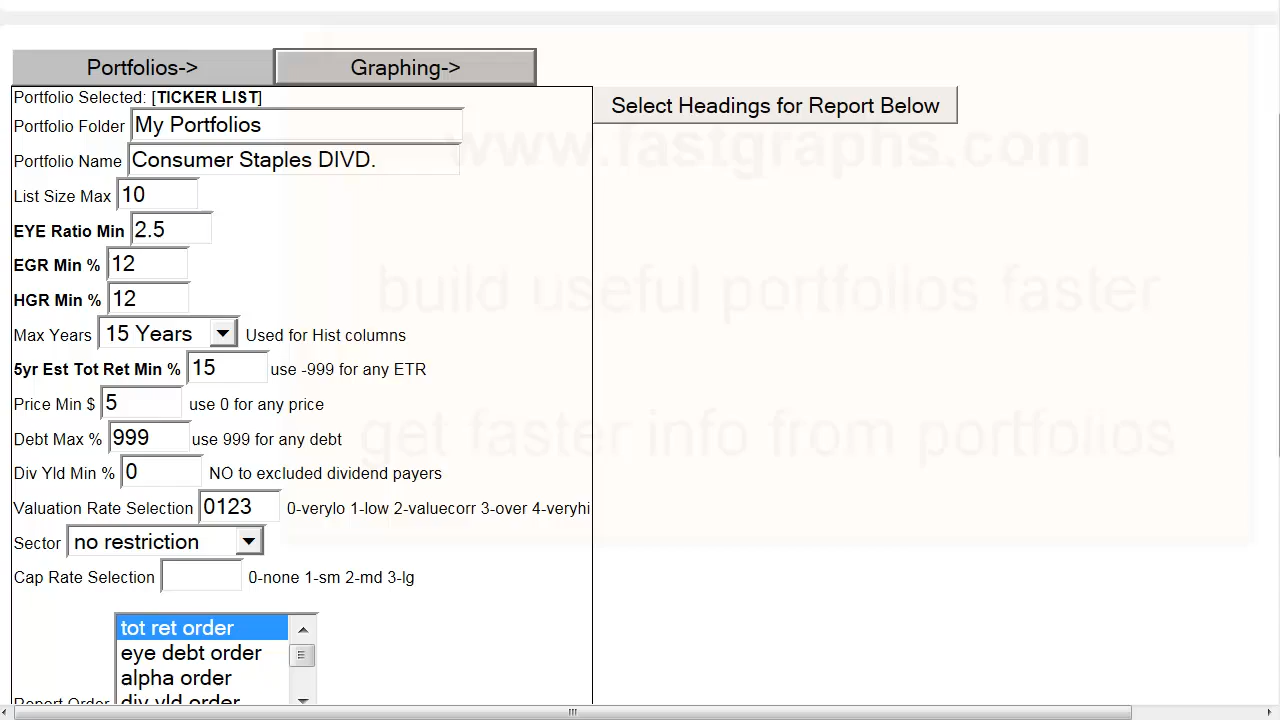 Portfolios->
Graphing->
Portfolio Selected: [TICKER LIST]
Select Headings for Report Below
Portfolio Folder My Portfolios
www.fastgraphs.com
Portfolio Name Consumer Staples DIVD.
List Size Max 10
EYE Ratio Min 2.5
EGR Min % 12
build useful portfolios faster
HGR Min % 12
Max Years 15 Years Used for Hist columns
5yr Est Tot Ret Min % 15 use -999 for any ETR
Price Min $ 5 use 0 for any price
Debt Max % 999 use 999 for any debt
get faster info from portfolios
Div Yld Min % 0 NO to excluded dividend payers
Valuation Rate Selection 0123 0-verylo 1-low 2-valuecorr 3-over 4-veryhi
Sector no restriction
Cap Rate Selection 0-none 1-sm 2-md 3-lg
tot ret order
eye debt order
alpha order
div yld order
Report Order